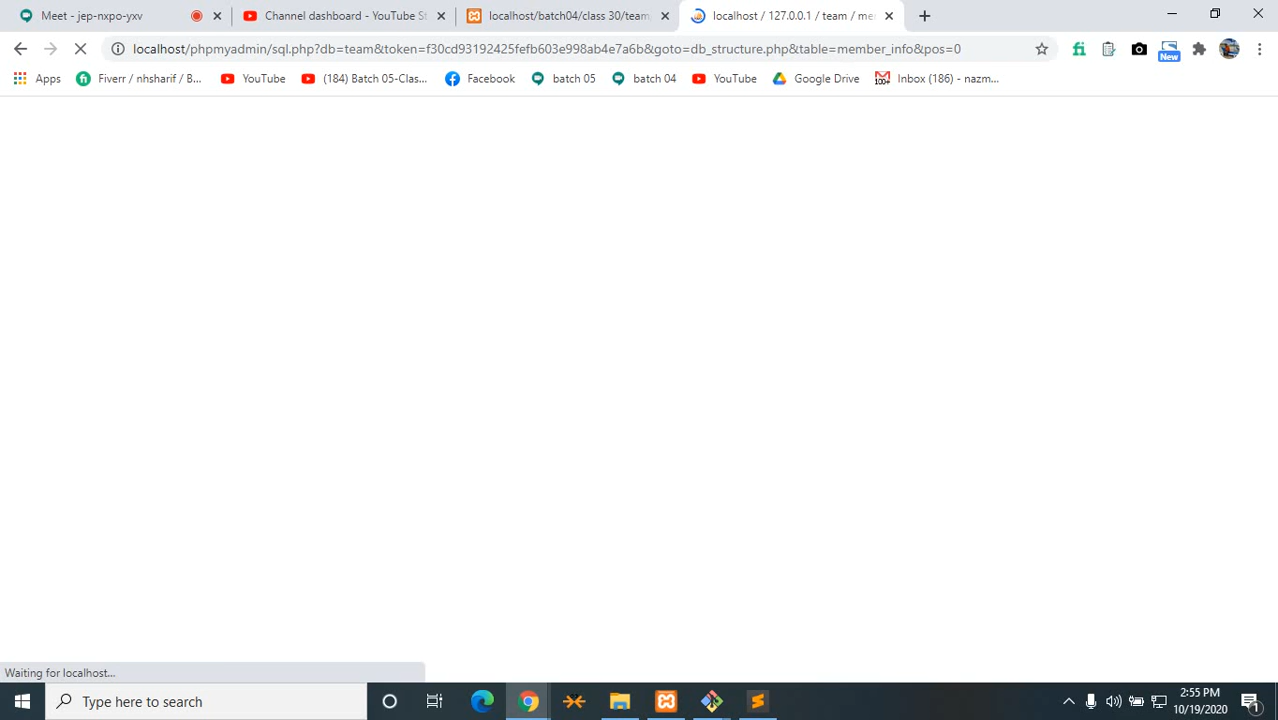 Meet - jep-nxpo-yxv
Channel dashboard - YouTube St
localhost/batch04/class 30/team
localhost / 127.0.0.1 / team / me
localhost/phpmyadmin/sql.php?db=team&token=f30cd93192425fefb603e998ab4e7a6b&goto=db_structure.php&table=member_info&pos=0
New
Apps
Fiverr / nhsharif / B...
YouTube
(184) Batch 05-Clas...
Facebook
batch 05
batch 04
YouTube
Google Drive
100+
Inbox (186) - nazm...
Waiting for localhost...
Type here to search
2:55 PM
10/19/2020
1